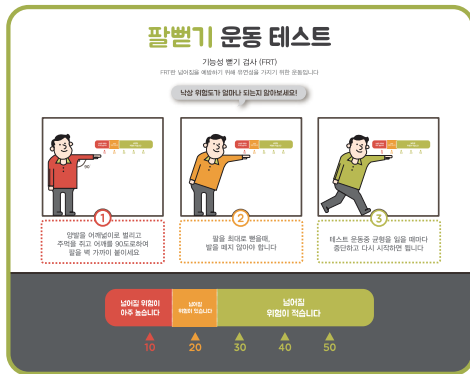 팔뻗기 운동 테스트
기능성 뻗기 검사 (FRT)
FRT란 넘어짐을 예방하기 위해 유연성을 가지기 위한 운동입니다
낙상 위험도가 얼마나 되는지 알아보세요!
90
1
양발을 어깨넓이로 벌리고
주먹을 쥐고 어깨를 90도로하여
팔을 벽 가까이 붙이세요
2
팔을 최대로 뻗을때,
발을 떼지 않아야 합니다
3
테스트 운동중 균형을 잃을 때마다
중단하고 다시 시작하면 됩니다
넘어짐 위험이
아주 높습니다
넘어짐
위험이 있습니다
넘어짐
위험이 적습니다
10
20
30
40
50